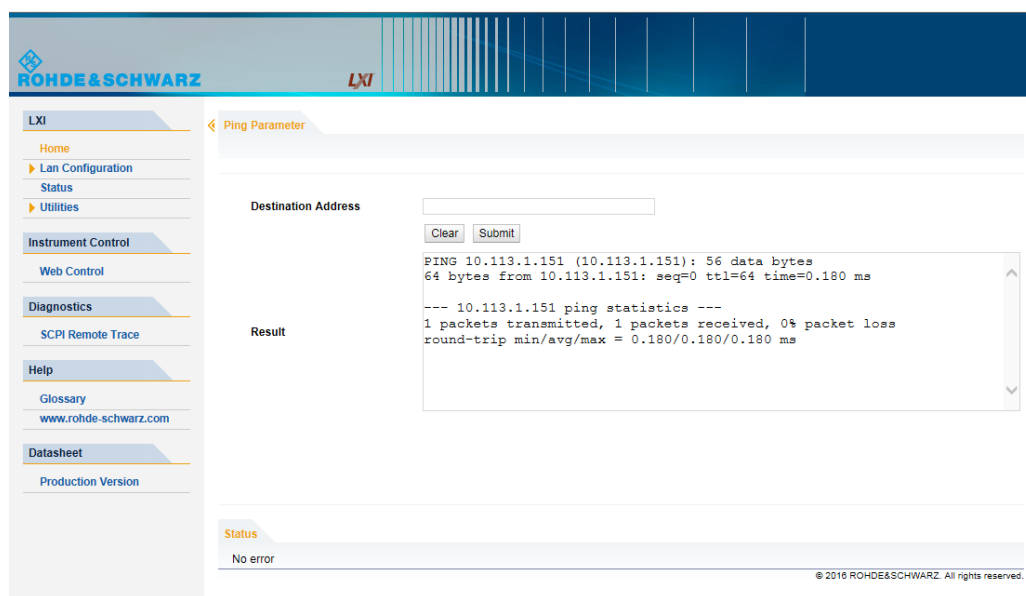 R&S
ROHDE&SCHWARZ
LXI
LXI
Home
Lan Configuration
Status
Utilities
Instrument Control
Web Control
Diagnostics
SCPI Remote Trace
Help
Glossary
www.rohde-schwarz.com
Datasheet
Production Version
Ping Parameter
Destination Address
Clear Submit
Result
PING 10.113.1.151 (10.113.1.151): 56 data bytes
64 bytes from 10.113.1.151: seq=0 ttl=64 time=0.180 ms
--- 10.113.1.151 ping statistics ---
1 packets transmitted, 1 packets received, 0% packet loss
round-trip min/avg/max = 0.180/0.180/0.180 ms
Status
No error
© 2016 ROHDE&SCHWARZ. All rights reserved.